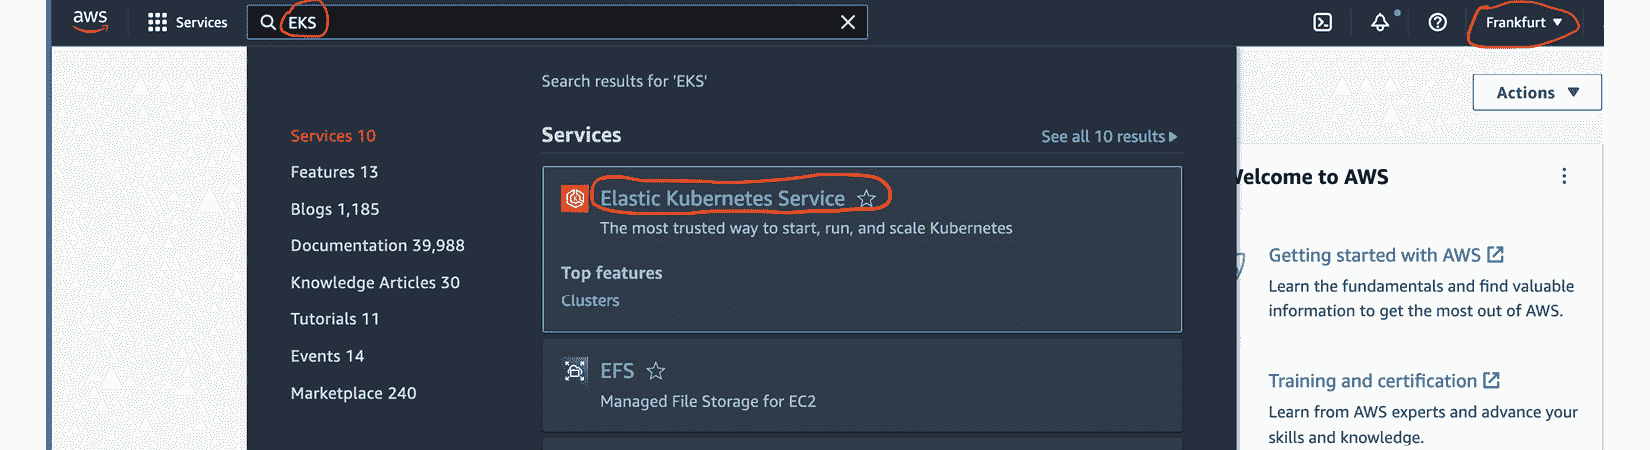 aws
Services
EKS
Frankfurt
Search results for 'EKS'
Actions
Services 10
Features 13
Blogs 1,185
Documentation 39,988
Knowledge Articles 30
Tutorials 11
Events 14
Marketplace 240
Services
See all 10 results
Elastic Kubernetes Service
The most trusted way to start, run, and scale Kubernetes
Top features
Clusters
EFS
Managed File Storage for EC2
Welcome to AWS
Getting started with AWS
Learn the fundamentals and find valuable
information to get the most out of AWS.
Training and certification
Learn from AWS experts and advance your
skills and knowledge.